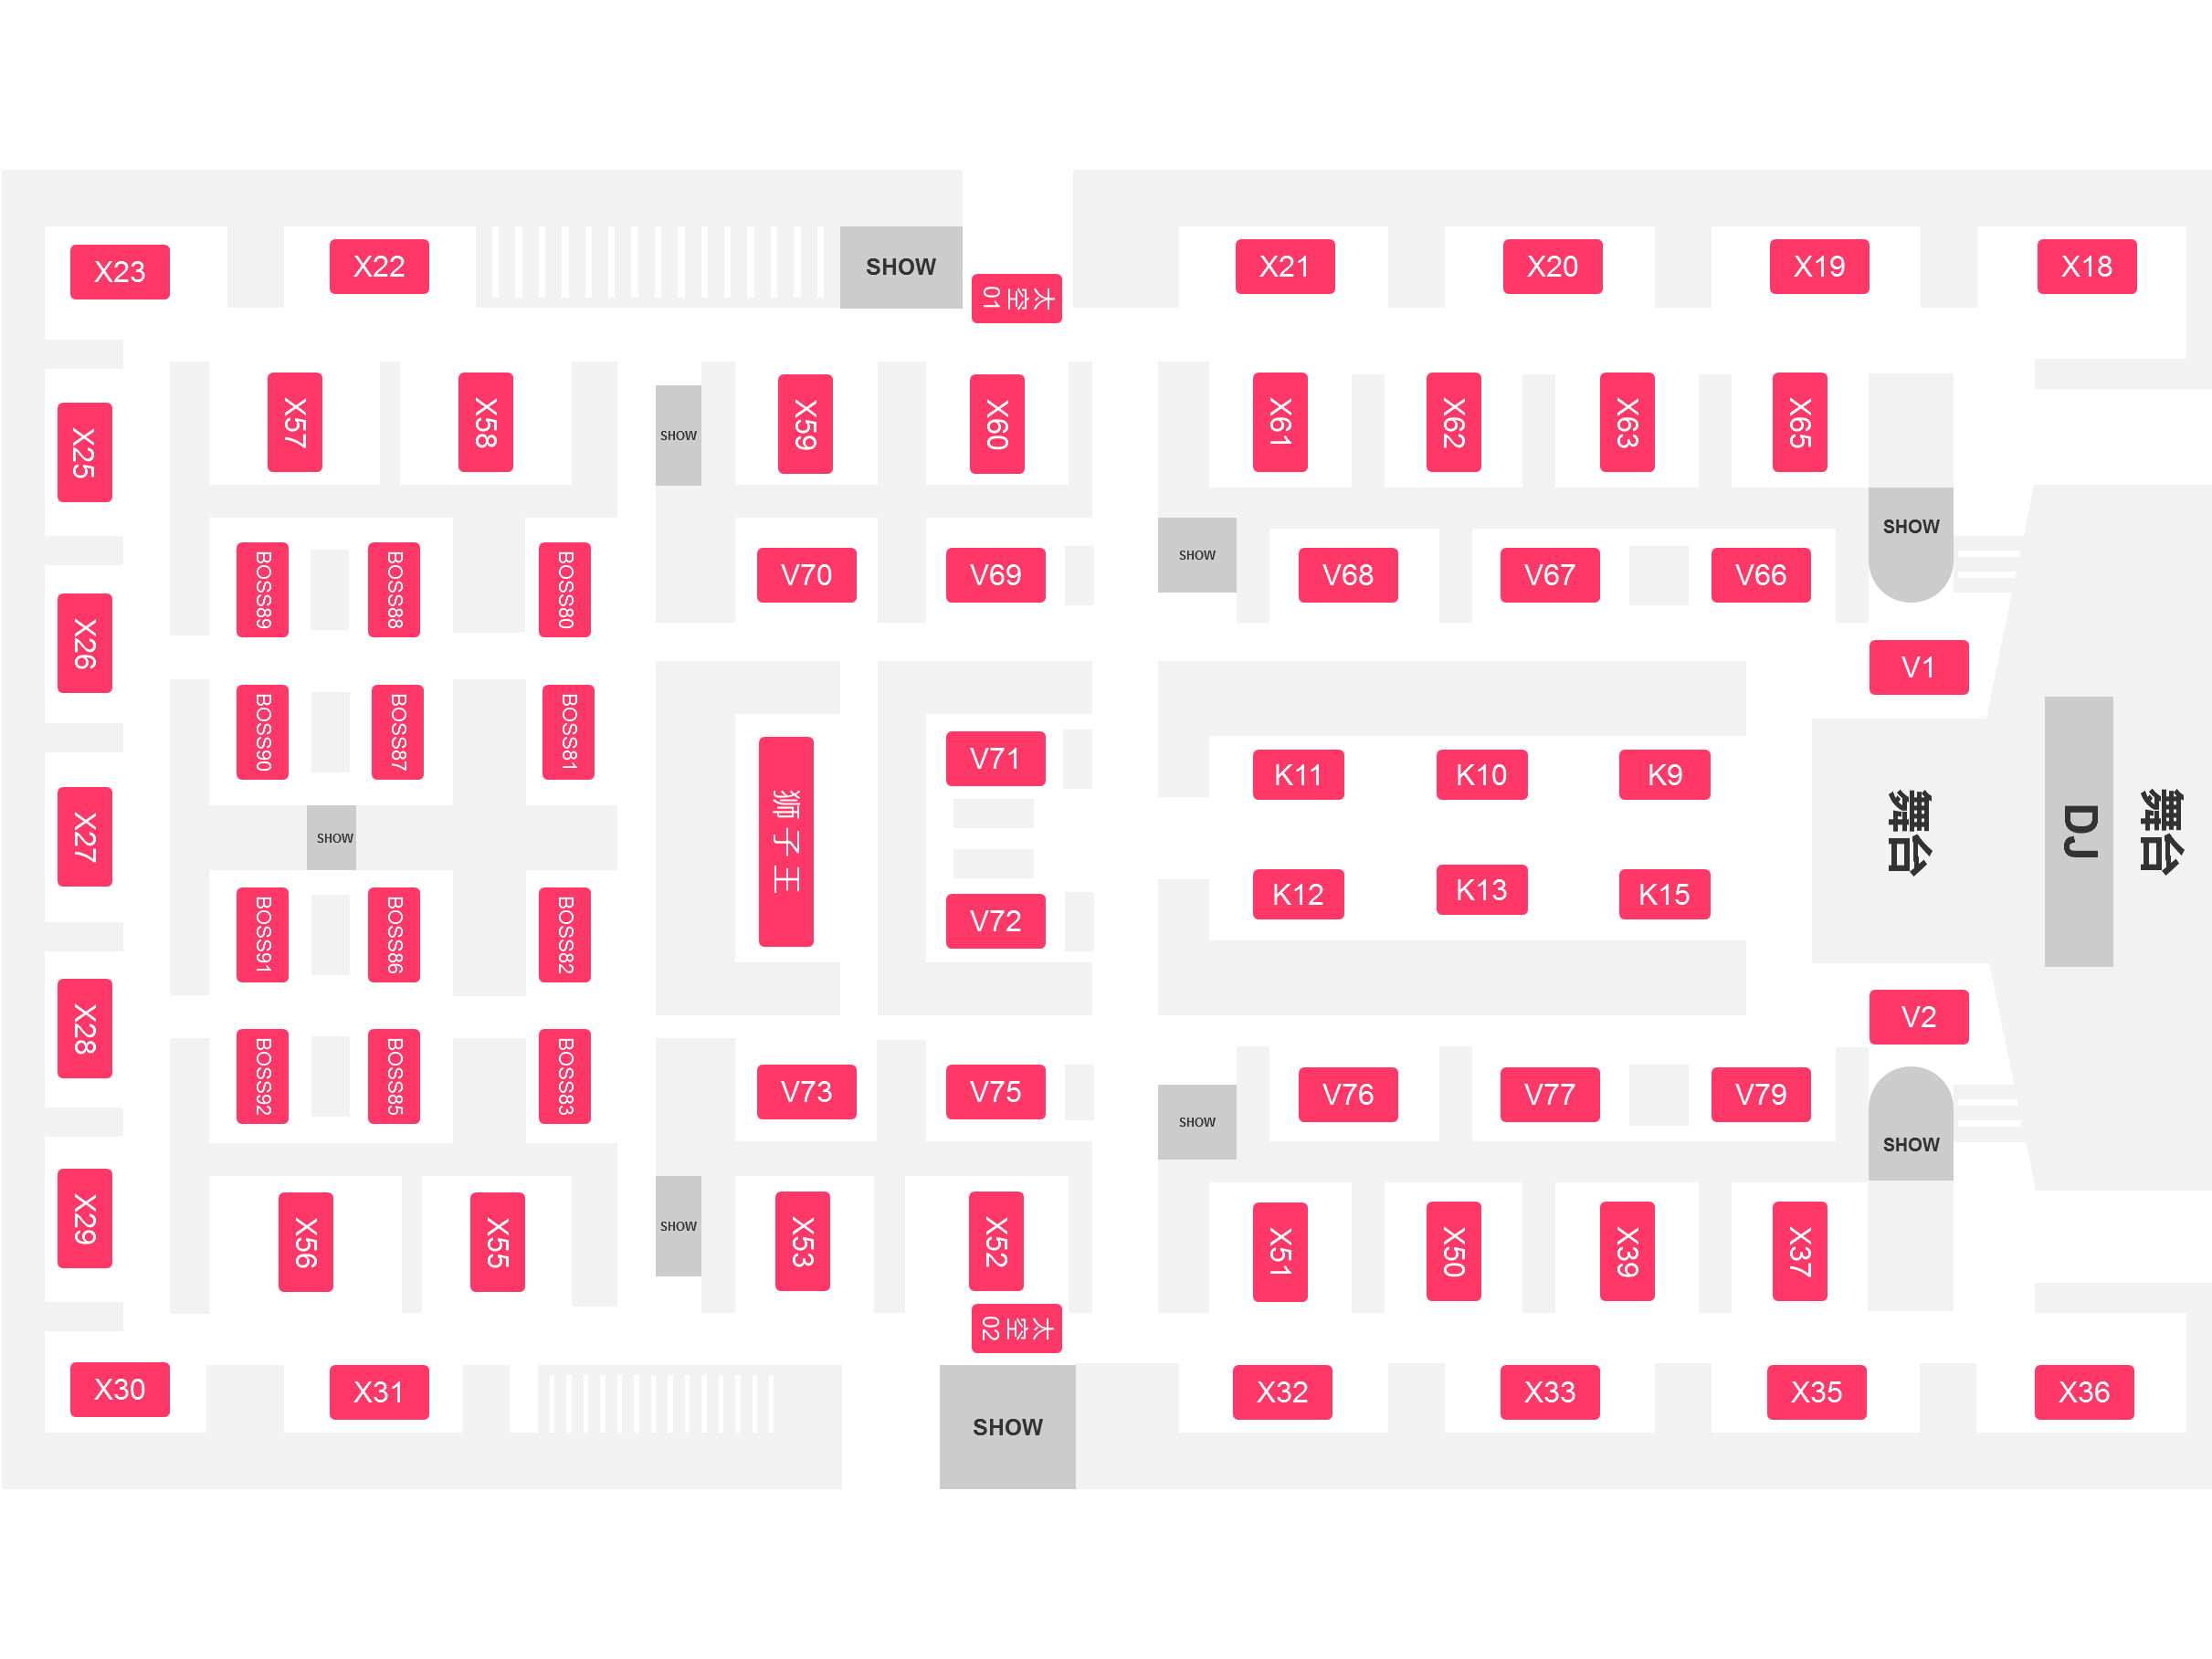 X23
X22
SHOW
太空
01
X21
X20
X19
X18
X25
X57
X58
SHOW
X59
X60
X61
X62
X63
X65
SHOW
SHOW
BOSS89
BOSS88
BOSS80
V70
V69
V68
V67
V66
X26
V1
BOSS90
BOSS87
BOSS81
V71
K11
K10
K9
X27
SHOW
狮子王
舞台
DJ
舞台
BOSS91
BOSS86
BOSS82
V72
K12
K13
K15
X28
V2
BOSS92
BOSS85
BOSS83
V73
V75
V76
V77
V79
SHOW
SHOW
X29
X56
X55
SHOW
X53
X52
X51
X50
X39
X37
太空
02
X30
X31
SHOW
X32
X33
X35
X36